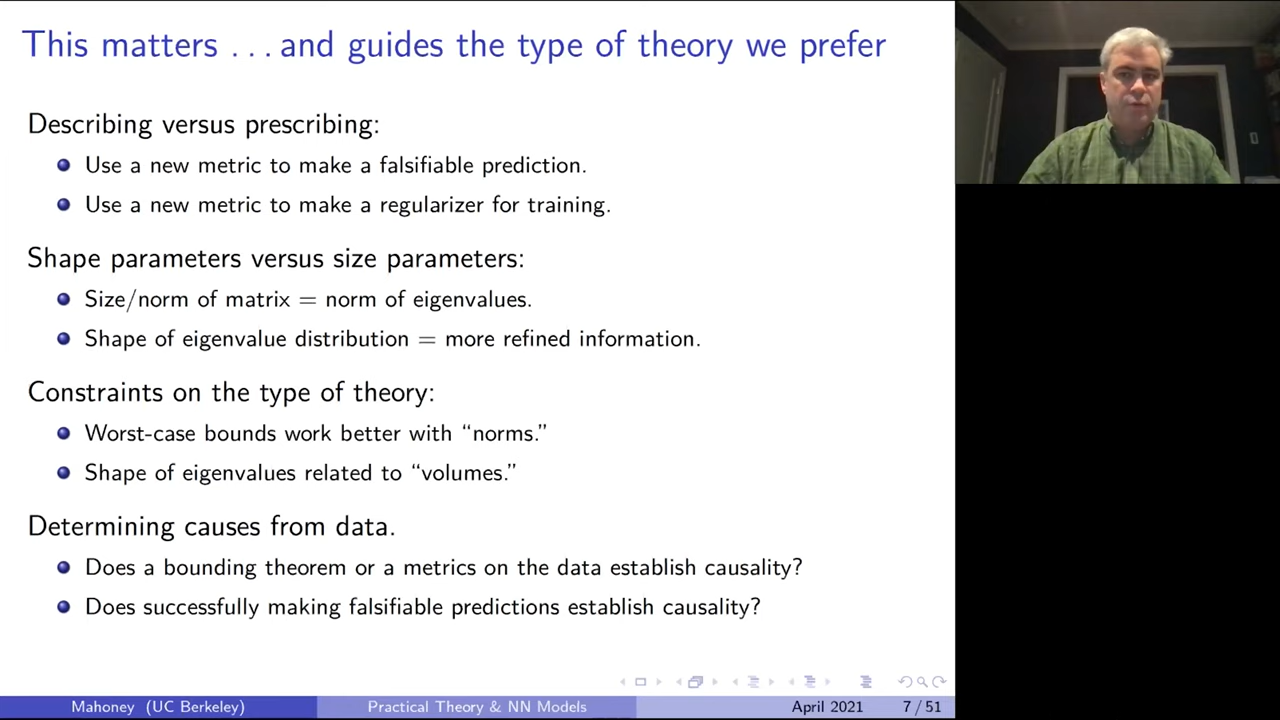 This matters ... and guides the type of theory we prefer
Describing versus prescribing:
Use a new metric to make a falsifiable prediction.
Use a new metric to make a regularizer for training.
Shape parameters versus size parameters:
Size/norm of matrix = norm of eigenvalues.
Shape of eigenvalue distribution = more refined information.
Constraints on the type of theory:
Worst-case bounds work better with “norms.”
Shape of eigenvalues related to “volumes.”
Determining causes from data.
Does a bounding theorem or a metrics on the data establish causality?
Does successfully making falsifiable predictions establish causality?
Mahoney (UC Berkeley) Practical Theory & NN Models April 2021 7 / 51